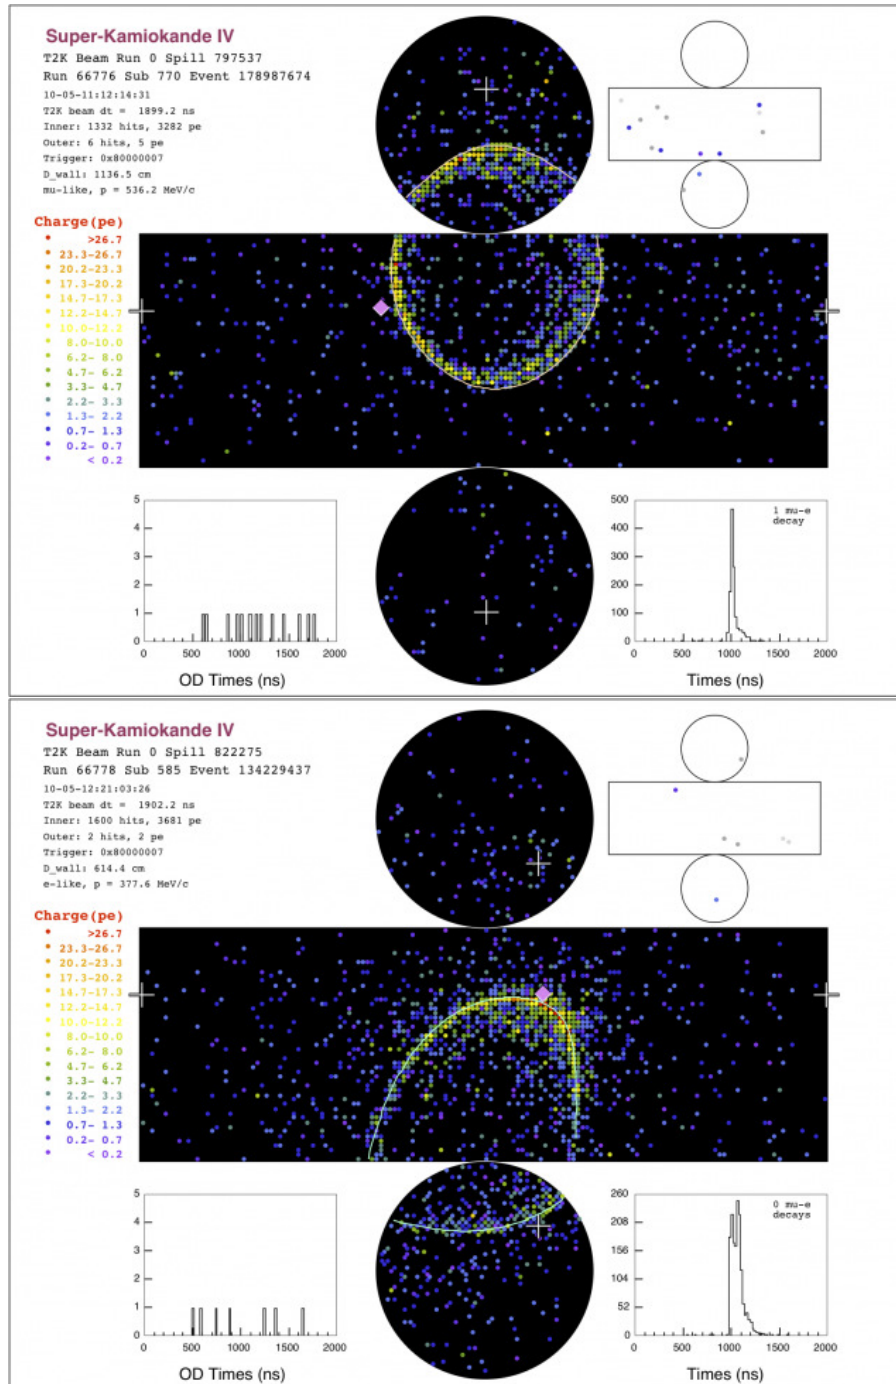 Super-Kamiokande IV
T2K Beam Run 0 Spill 797537
Run 66776 Sub 770 Event 178987674
10-05-11:12:14:31
T2K beam dt = 1899.2 ns
Inner: 1332 hits, 3282 pe
Outer: 6 hits, 5 pe
Trigger: 0x80000007
D_wall: 1136.5 cm
mu-like, p = 536.2 MeV/c
Charge(pe)
>26.7
23.3-26.7
20.2-23.3
17.3-20.2
14.7-17.3
12.2-14.7
10.0-12.2
8.0-10.0
6.2- 8.0
4.7- 6.2
3.3- 4.7
2.2- 3.3
1.3- 2.2
0.7- 1.3
0.2- 0.7
< 0.2
5
4
3
2
1
0
0 500 1000 1500 2000
OD Times (ns)
500
400
300
200
100
0
1 mu-e
decay
0 500 1000 1500 2000
Times (ns)
Super-Kamiokande IV
T2K Beam Run 0 Spill 822275
Run 66778 Sub 585 Event 134229437
10-05-12:21:03:26
T2K beam dt = 1902.2 ns
Inner: 1600 hits, 3681 pe
Outer: 2 hits, 2 pe
Trigger: 0x80000007
D_wall: 614.4 cm
e-like, p = 377.6 MeV/c
Charge(pe)
>26.7
23.3-26.7
20.2-23.3
17.3-20.2
14.7-17.3
12.2-14.7
10.0-12.2
8.0-10.0
6.2- 8.0
4.7- 6.2
3.3- 4.7
2.2- 3.3
1.3- 2.2
0.7- 1.3
0.2- 0.7
< 0.2
5
4
3
2
1
0
0 500 1000 1500 2000
OD Times (ns)
260
208
156
104
52
0
0 mu-e
decays
0 500 1000 1500 2000
Times (ns)